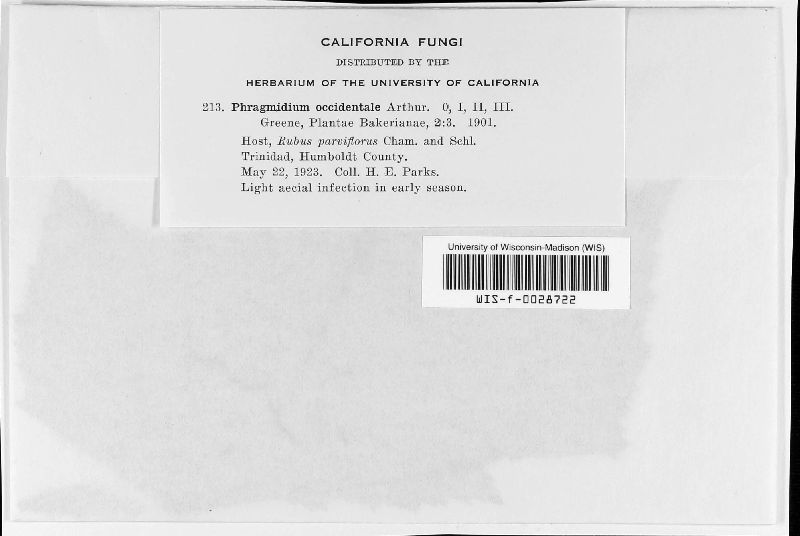 CALIFORNIA FUNGI
DISTRIBUTED BY THE
HERBARIUM OF THE UNIVERSITY OF CALIFORNIA
213. Phragmidium occidentale Arthur. 0, I, II, III.
Greene, Plantae Bakerianae, 2:3. 1901.
Host, Rubus parviflorus Cham. and Schl.
Trinidad, Humboldt County.
May 22, 1923. Coll. H. E. Parks.
Light aecial infection in early season.
University of Wisconsin-Madison (WIS)
WIS-f-0028722